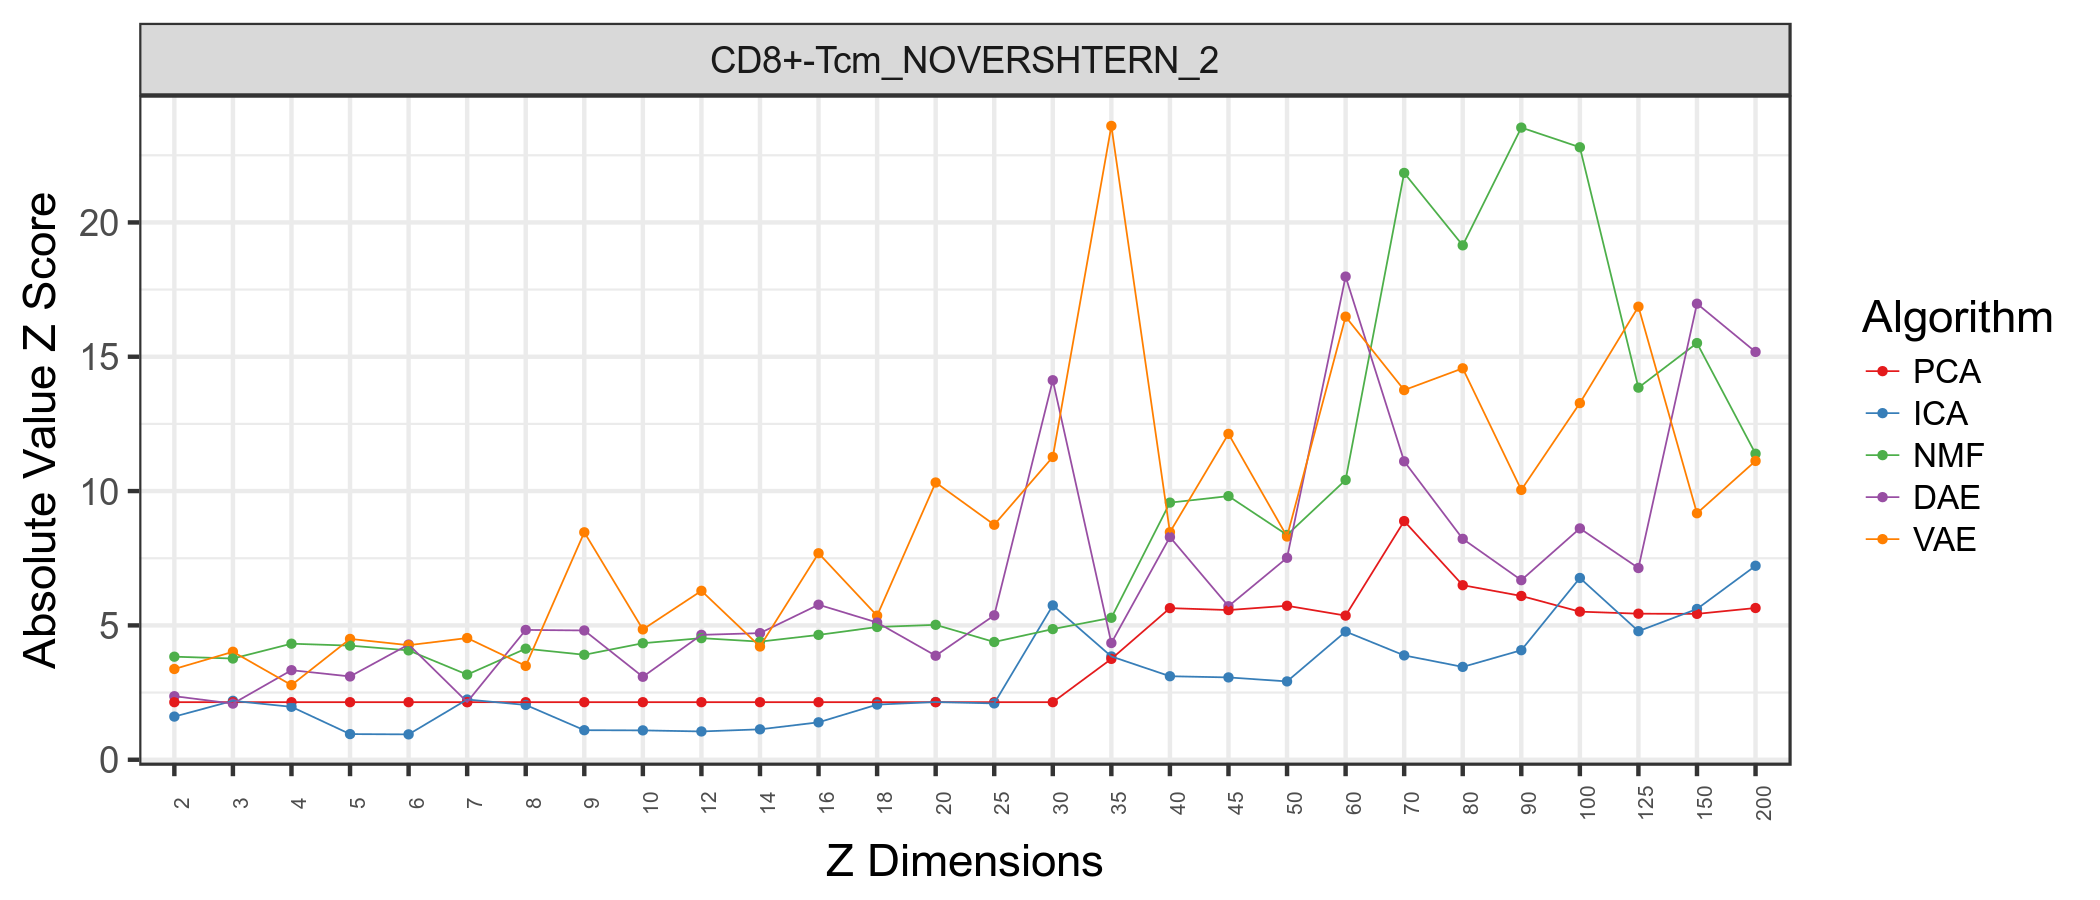 CD8+-Tcm_NOVERSHTERN_2
Absolute Value Z Score
20
15
10
5
0
2 3 4 5 6 7 8 9 10 12 14 16 18 20 25 30 35 40 45 50 60 70 80 90 100 125 150 200
Z Dimensions
Algorithm
PCA
ICA
NMF
DAE
VAE